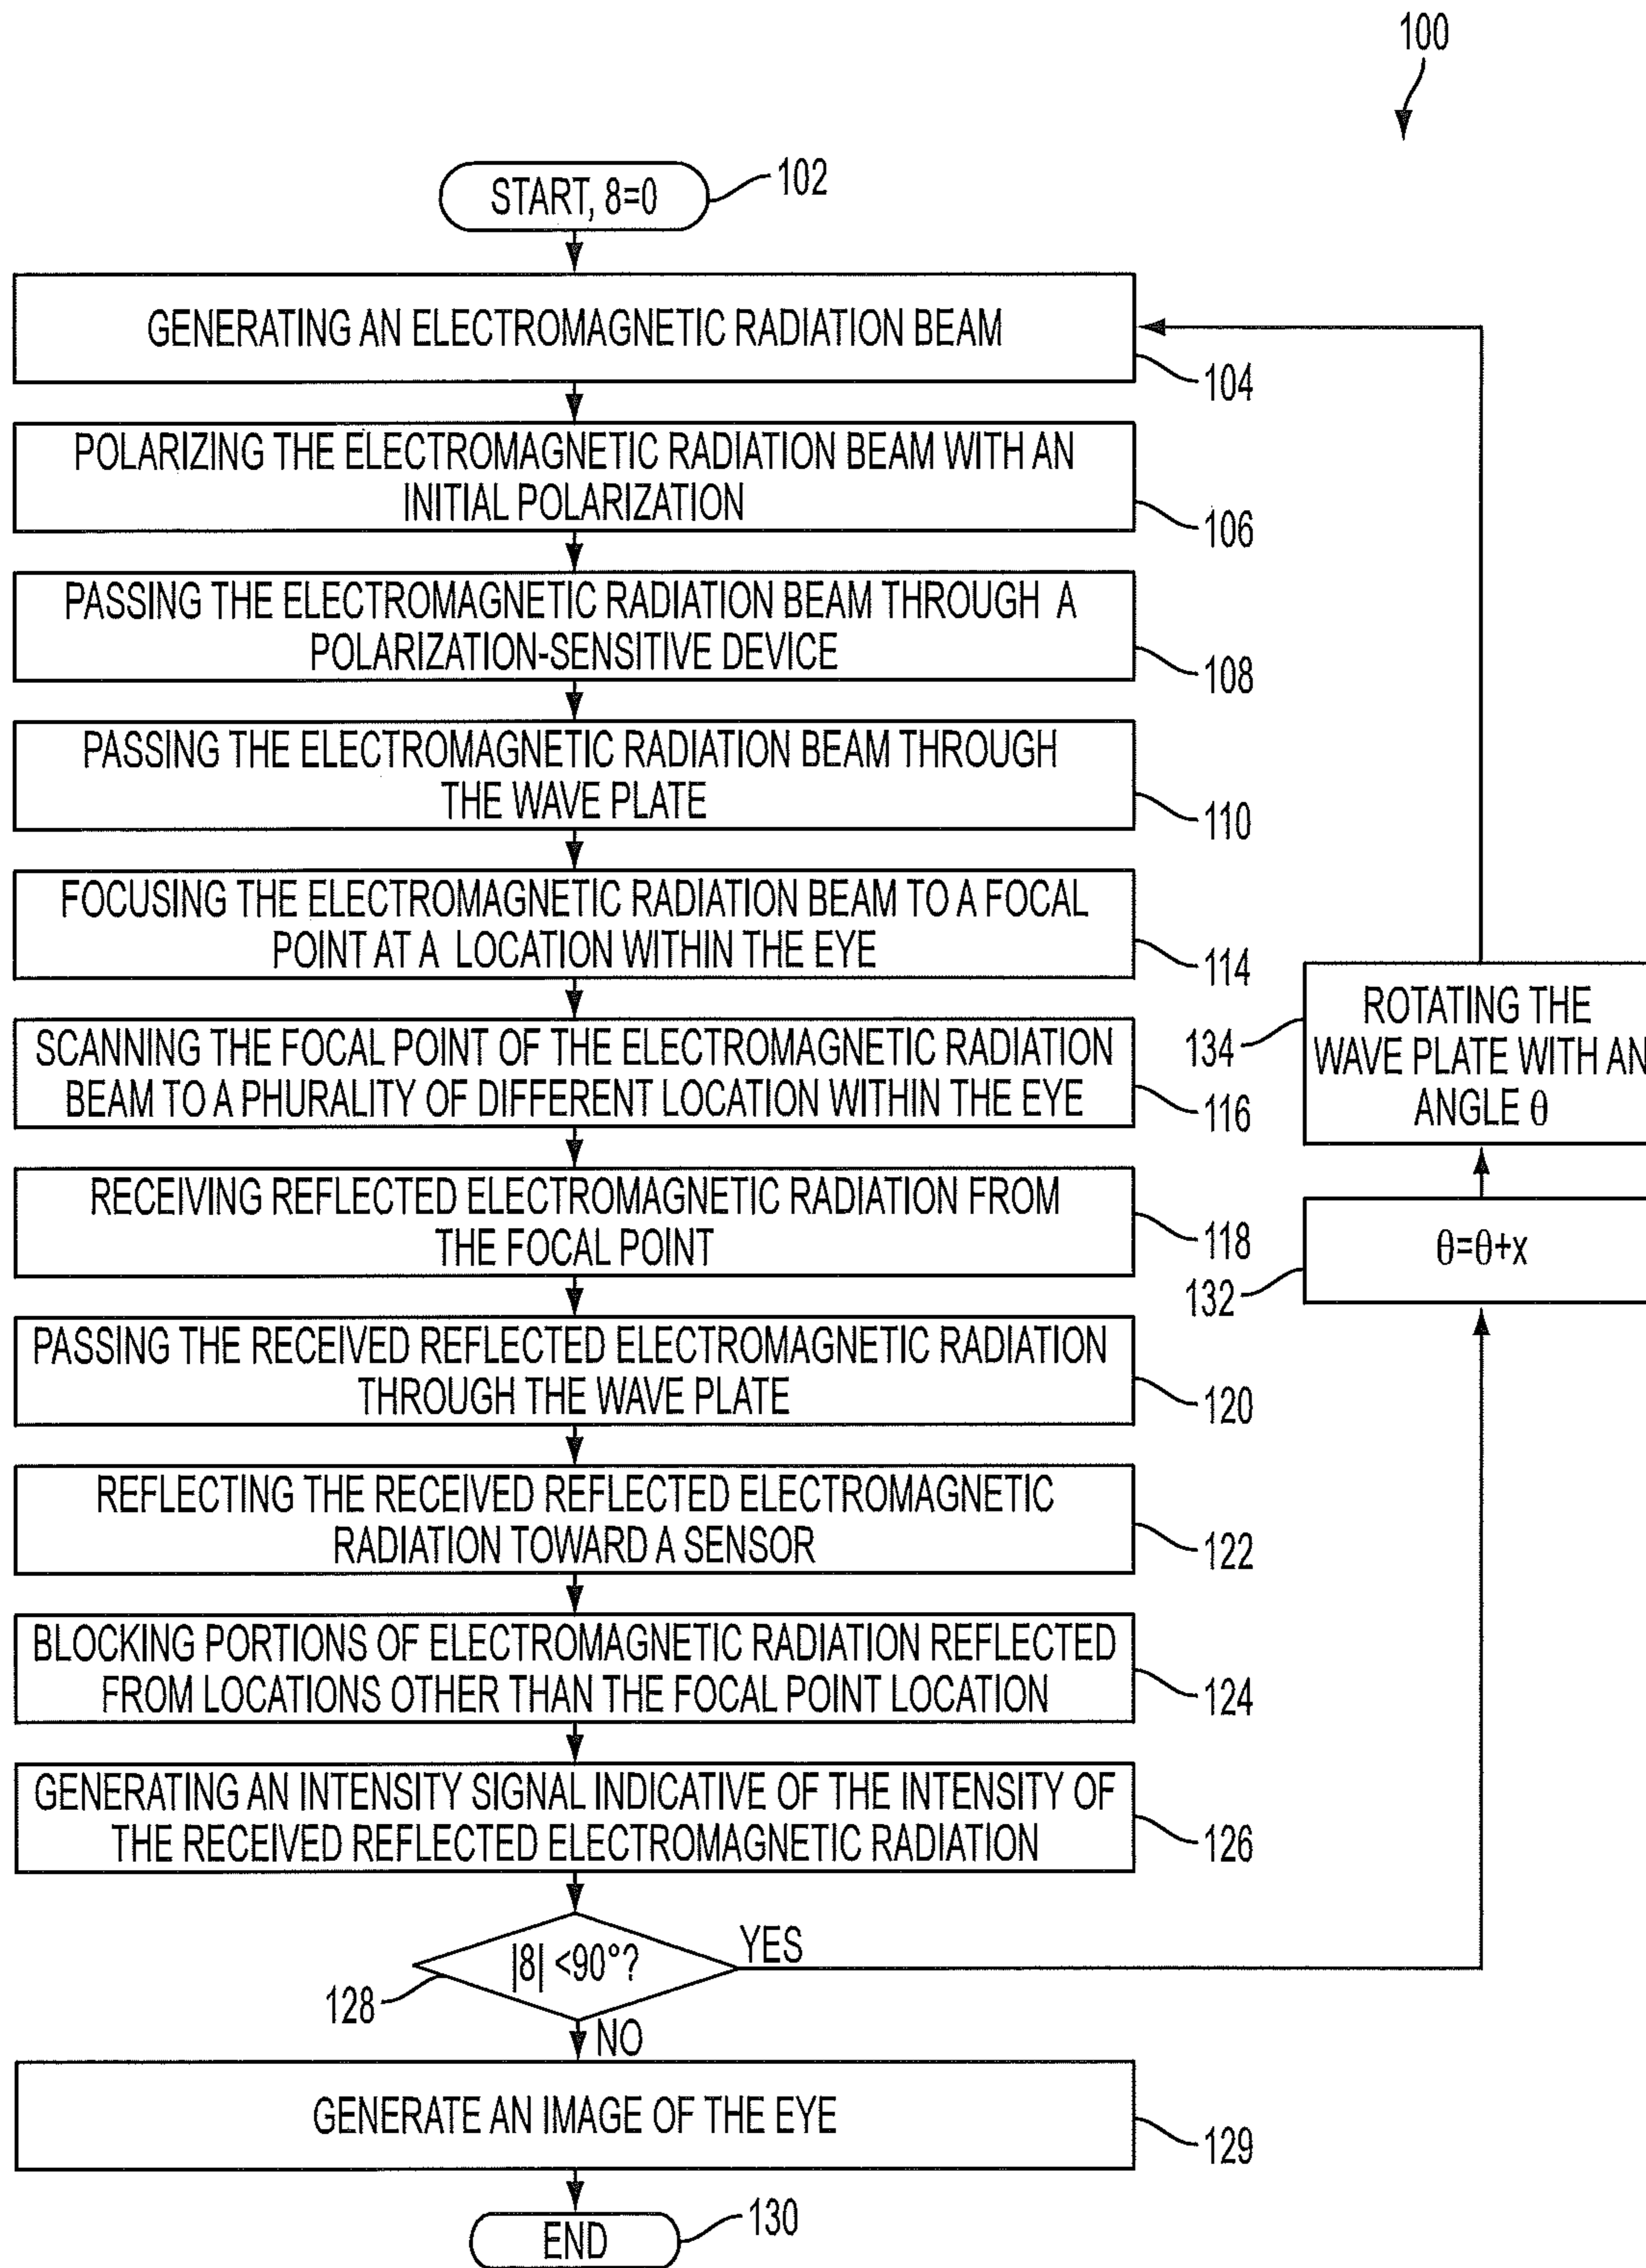 100
START, 8=0
102
GENERATING AN ELECTROMAGNETIC RADIATION BEAM
104
POLARIZING THE ELECTROMAGNETIC RADIATION BEAM WITH AN
INITIAL POLARIZATION
106
PASSING THE ELECTROMAGNETIC RADIATION BEAM THROUGH A
POLARIZATION-SENSITIVE DEVICE
108
PASSING THE ELECTROMAGNETIC RADIATION BEAM THROUGH
THE WAVE PLATE
110
FOCUSING THE ELECTROMAGNETIC RADIATION BEAM TO A FOCAL
POINT AT A LOCATION WITHIN THE EYE
114
SCANNING THE FOCAL POINT OF THE ELECTROMAGNETIC RADIATION
BEAM TO A PHURALITY OF DIFFERENT LOCATION WITHIN THE EYE
116
RECEIVING REFLECTED ELECTROMAGNETIC RADIATION FROM
THE FOCAL POINT
118
PASSING THE RECEIVED REFLECTED ELECTROMAGNETIC RADIATION
THROUGH THE WAVE PLATE
120
REFLECTING THE RECEIVED REFLECTED ELECTROMAGNETIC
RADIATION TOWARD A SENSOR
122
BLOCKING PORTIONS OF ELECTROMAGNETIC RADIATION REFLECTED
FROM LOCATIONS OTHER THAN THE FOCAL POINT LOCATION
124
GENERATING AN INTENSITY SIGNAL INDICATIVE OF THE INTENSITY OF
THE RECEIVED REFLECTED ELECTROMAGNETIC RADIATION
126
|8| <90°?
128
YES
NO
θ=θ+x
132
ROTATING THE
WAVE PLATE WITH AN
ANGLE θ
134
GENERATE AN IMAGE OF THE EYE
129
END
130